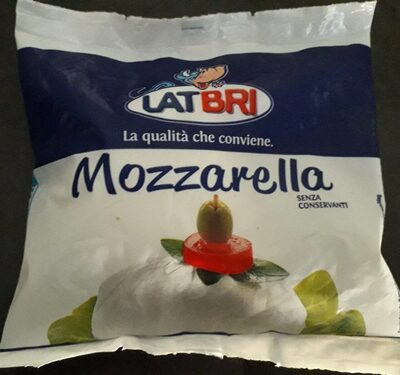 LATBRI
La qualità che conviene.
Mozzarella
SENZA
CONSERVANTI